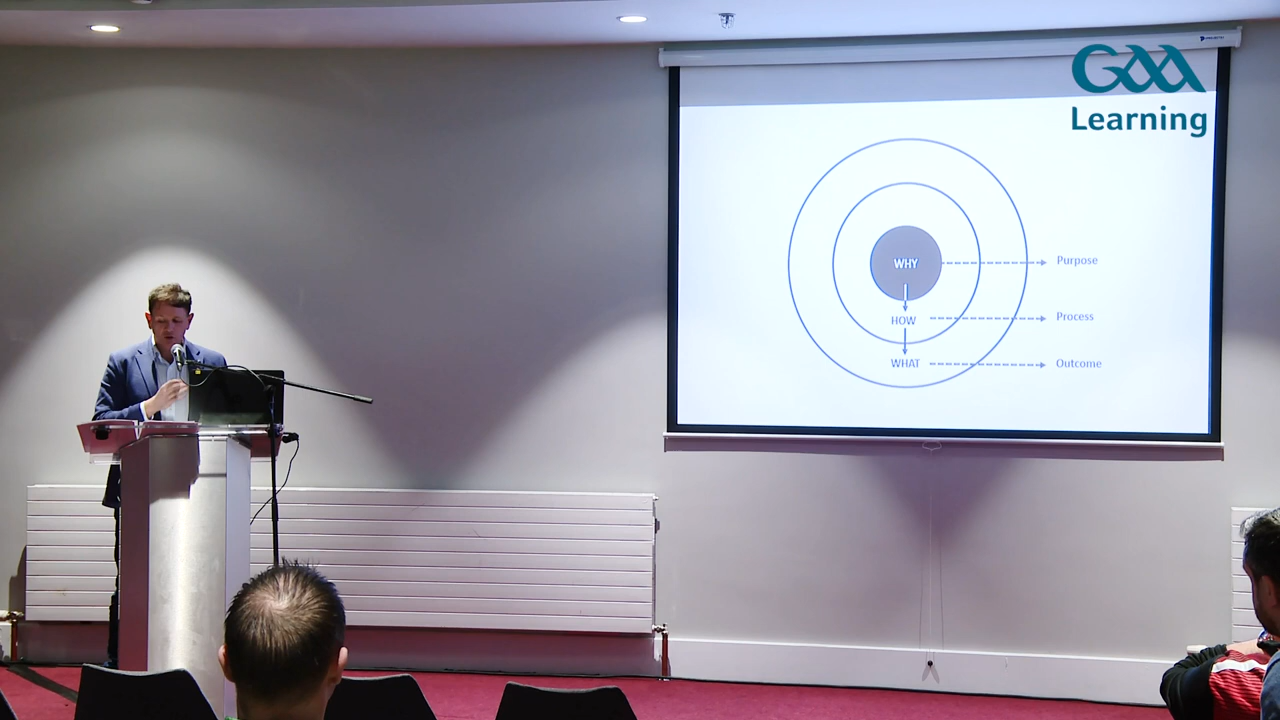 GAA
Learning
WHY
Purpose
HOW
Process
WHAT
Outcome